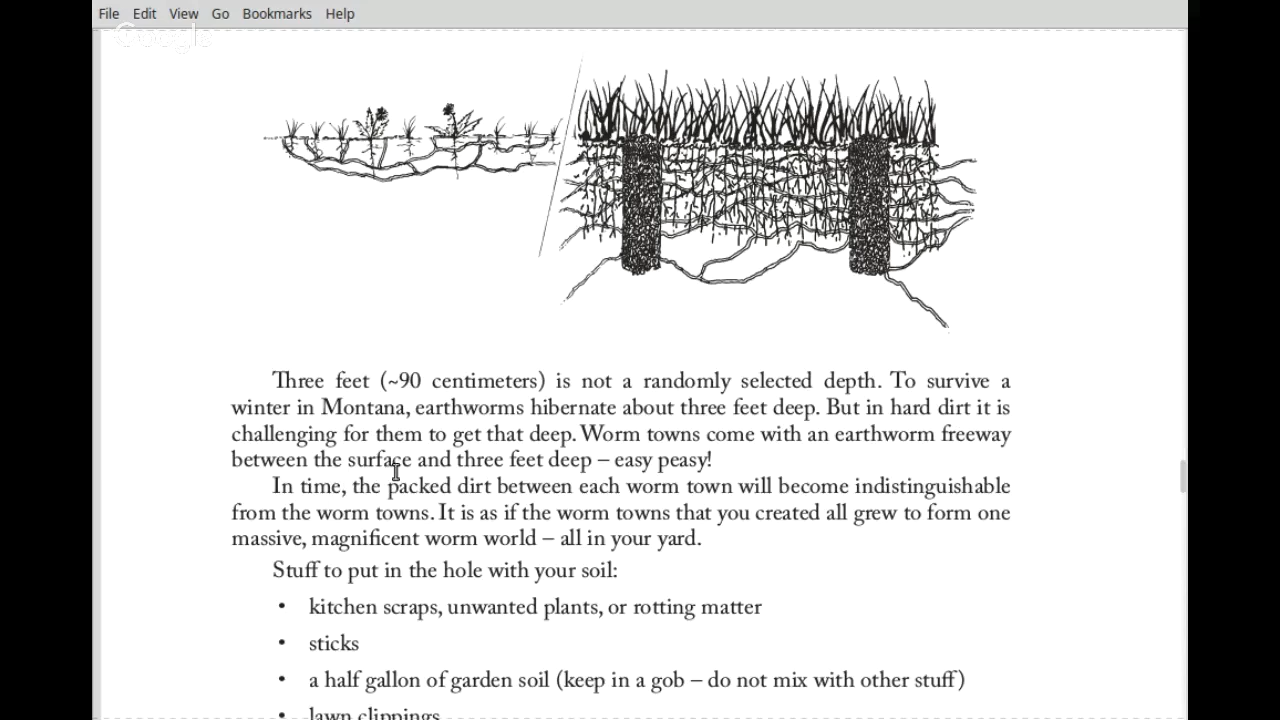 File Edit View Go Bookmarks Help
Google
Three feet (~90 centimeters) is not a randomly selected depth. To survive a
winter in Montana, earthworms hibernate about three feet deep. But in hard dirt it is
challenging for them to get that deep. Worm towns come with an earthworm freeway
between the surface and three feet deep – easy peasy!
In time, the packed dirt between each worm town will become indistinguishable
from the worm towns. It is as if the worm towns that you created all grew to form one
massive, magnificent worm world – all in your yard.
Stuff to put in the hole with your soil:
• kitchen scraps, unwanted plants, or rotting matter
• sticks
• a half gallon of garden soil (keep in a gob – do not mix with other stuff)
• lawn clippings